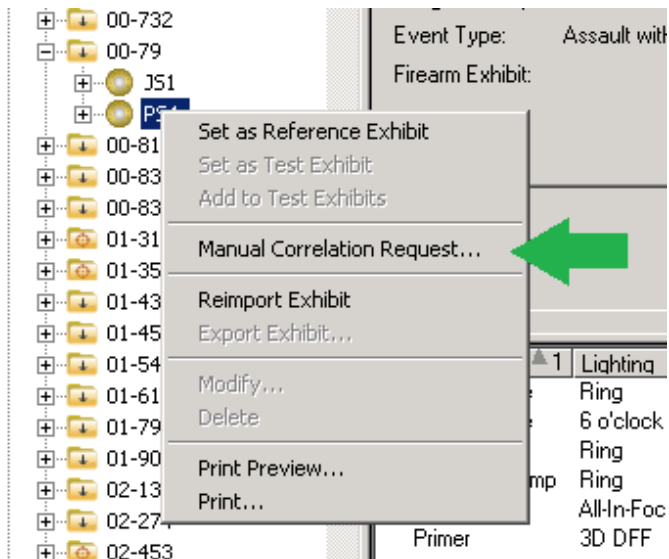 00-732
00-79
JS1
PS1
00-81
00-83
00-83
01-31
01-35
01-43
01-45
01-54
01-61
01-79
01-90
02-13
02-274
02-453
Set as Reference Exhibit
Set as Test Exhibit
Add to Test Exhibits
Manual Correlation Request...
Reimport Exhibit
Export Exhibit...
Modify...
Delete
Print Preview...
Print...
Event Type: Assault with
Firearm Exhibit:
1 Lighting
Ring
6 o'clock
Ring
mp Ring
All-In-Foc
Primer 3D DFF